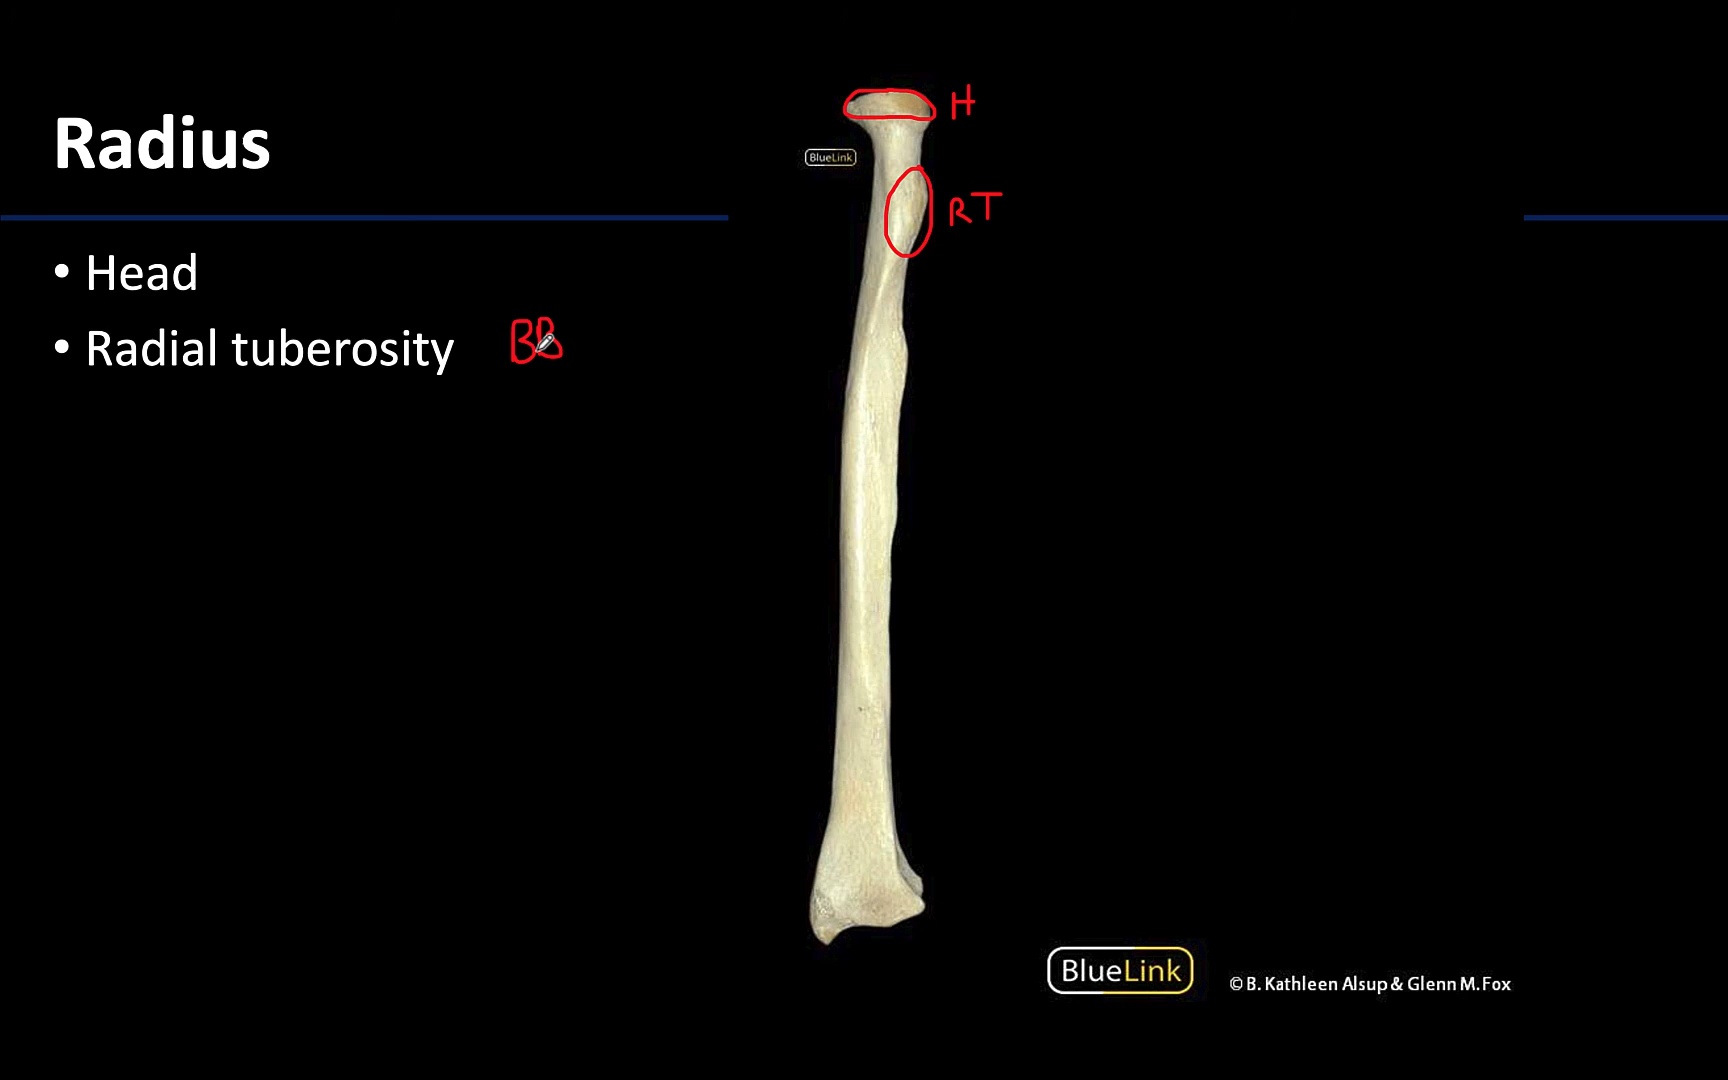 H
Radius
BlueLink
RT
• Head
• Radial tuberosity BB
BlueLink
© B. Kathleen Alsup & Glenn M. Fox